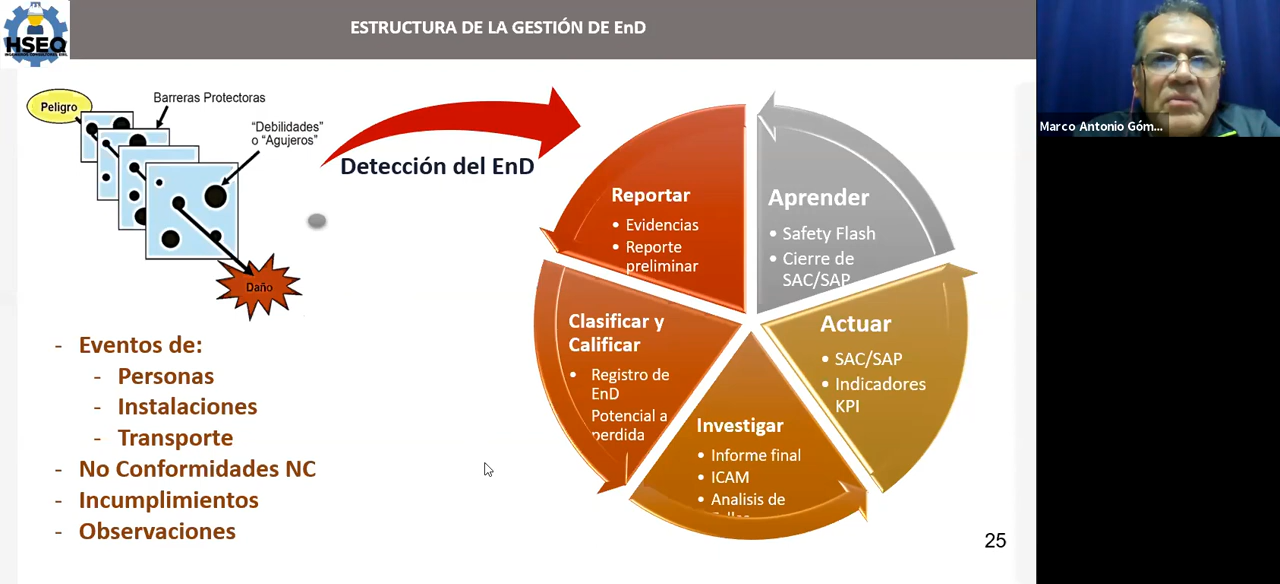 ESTRUCTURA DE LA GESTIÓN DE EnD
HSEQ
Peligro
Barreras Protectoras
"Debilidades"
o "Agujeros"
Daño
Detección del EnD
Reportar
• Evidencias
• Reporte
preliminar
Aprender
• Safety Flash
• Cierre de
SAC/SAP
Clasificar y
Calificar
• Registro de
EnD
Potencial a
perdida
Actuar
• SAC/SAP
• Indicadores
KPI
Investigar
• Informe final
• ICAM
• Analisis de
- Eventos de:
- Personas
- Instalaciones
- Transporte
- No Conformidades NC
- Incumplimientos
- Observaciones
25
Marco Antonio Góm...